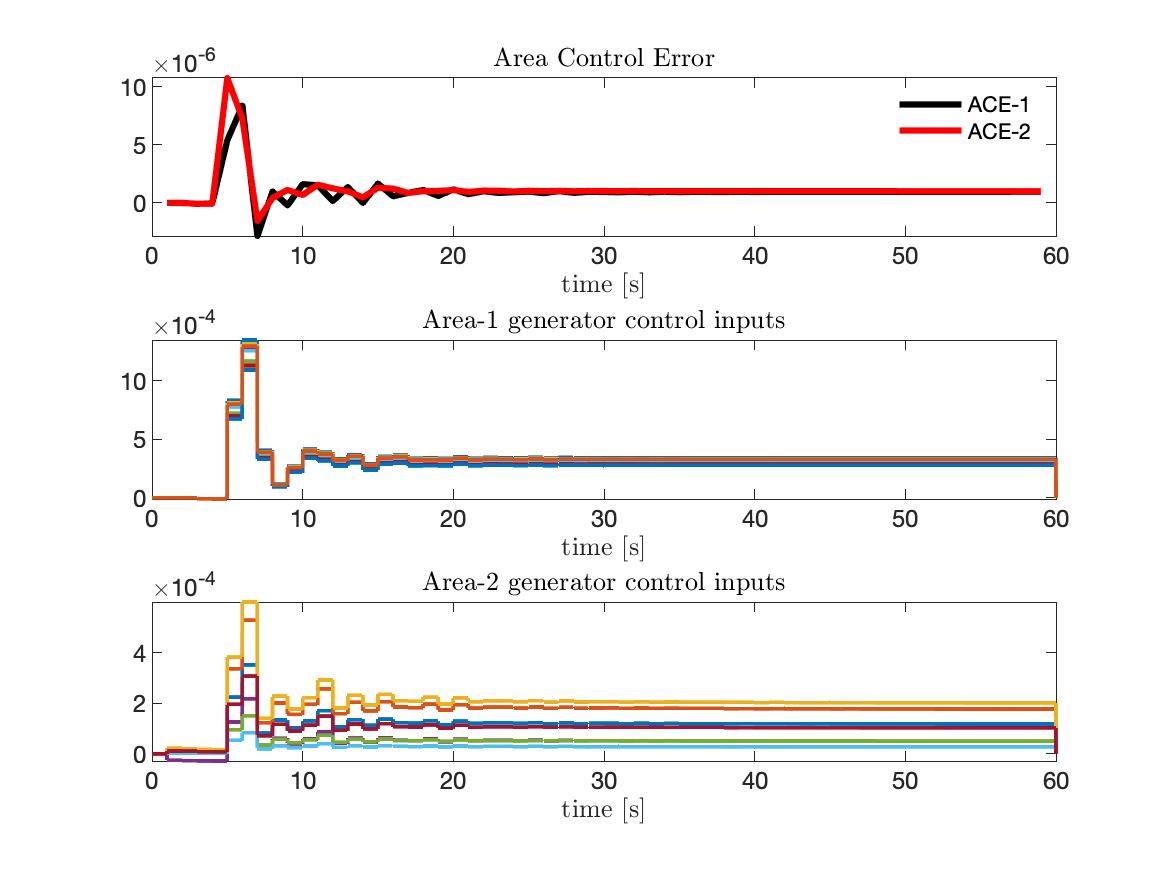 Area Control Error
×10-6
10
5
0
ACE-1
ACE-2
0 10 20 30 40 50 60
time [s]
Area-1 generator control inputs
×10-4
10
5
0
0 10 20 30 40 50 60
time [s]
Area-2 generator control inputs
×10-4
4
2
0
0 10 20 30 40 50 60
time [s]